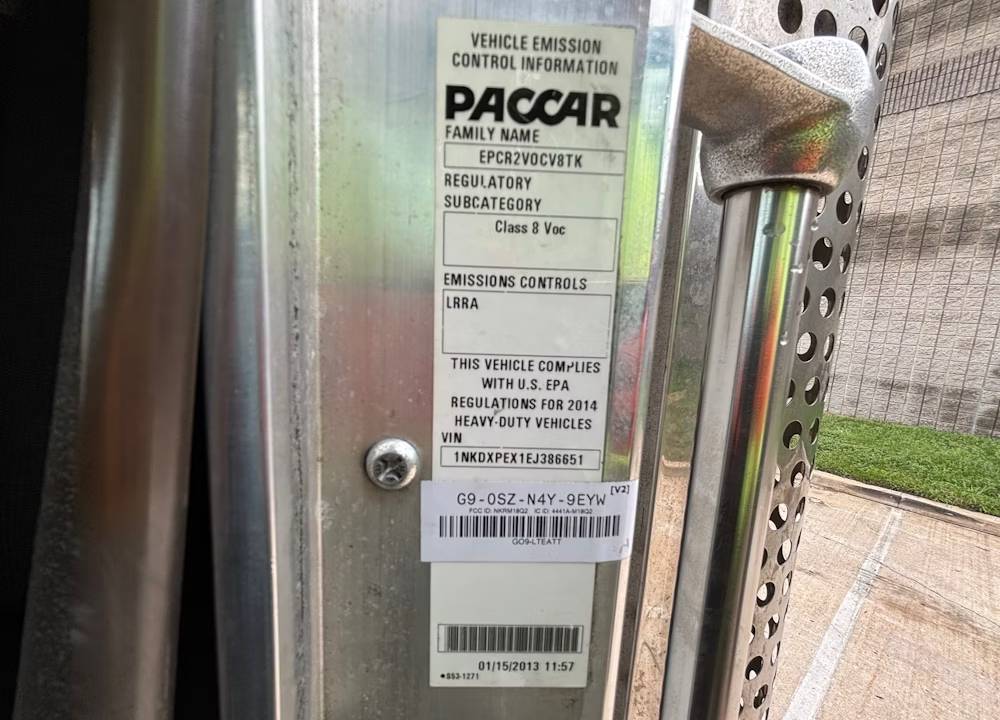 VEHICLE EMISSION
CONTROL INFORMATION
PACCAR
FAMILY NAME
EPCR2VOCV8TK
REGULATORY
SUBCATEGORY
Class 8 Voc
EMISSIONS CONTROLS
LRRA
THIS VEHICLE COMPLIES
WITH U.S. EPA
REGULATIONS FOR 2014
HEAVY-DUTY VEHICLES
VIN
1NKDXPEX1EJ386651
[V2]
G9-0SZ-N4Y-9EYW
FCC ID: NKRM18Q2 IC ID: 4441A-M18Q2
GO9-LTEATT
01/15/2013 11:57
S53-1271